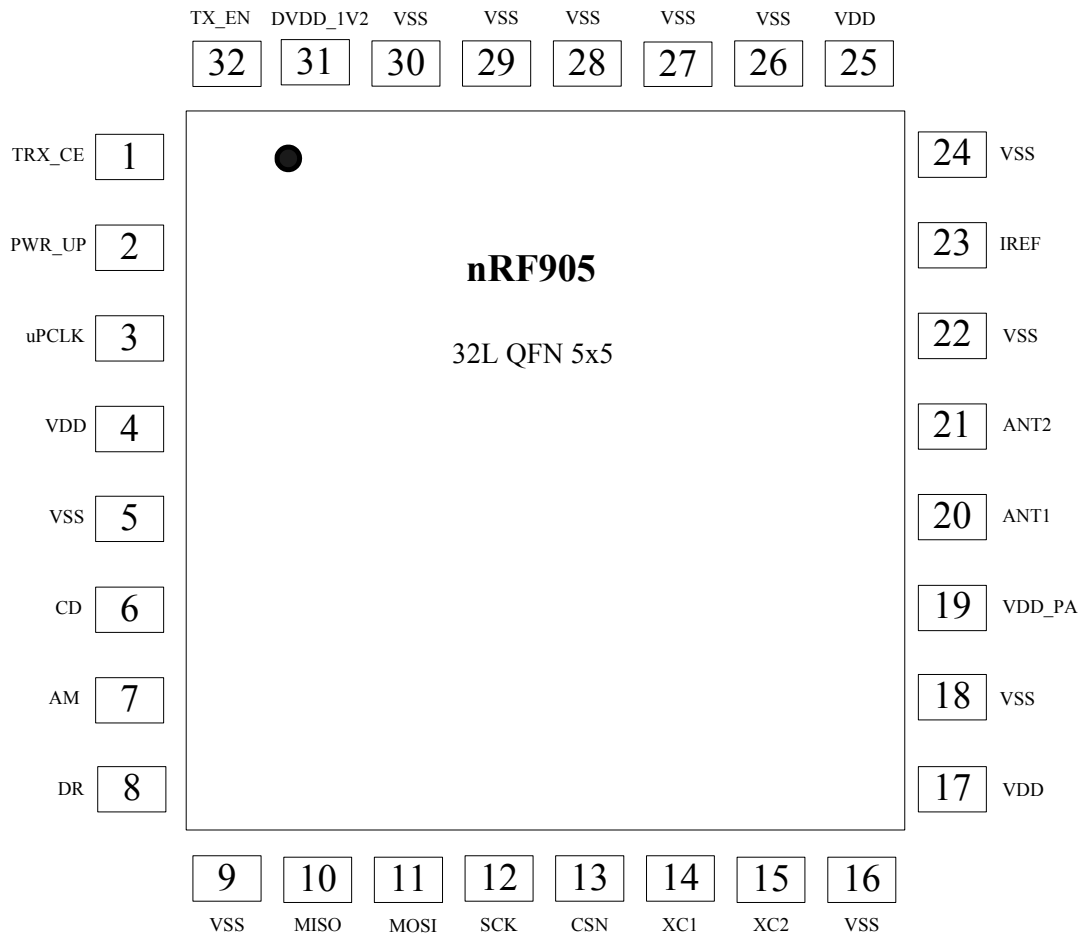 TX_EN DVDD_1V2 VSS VSS VSS VSS VSS VDD
32 31 30 29 28 27 26 25
TRX_CE 1 24 VSS
PWR_UP 2 23 IREF
nRF905
uPCLK 3 22 VSS
32L QFN 5x5
VDD 4 21 ANT2
VSS 5 20 ANT1
CD 6 19 VDD_PA
AM 7 18 VSS
DR 8 17 VDD
9 10 11 12 13 14 15 16
VSS MISO MOSI SCK CSN XC1 XC2 VSS